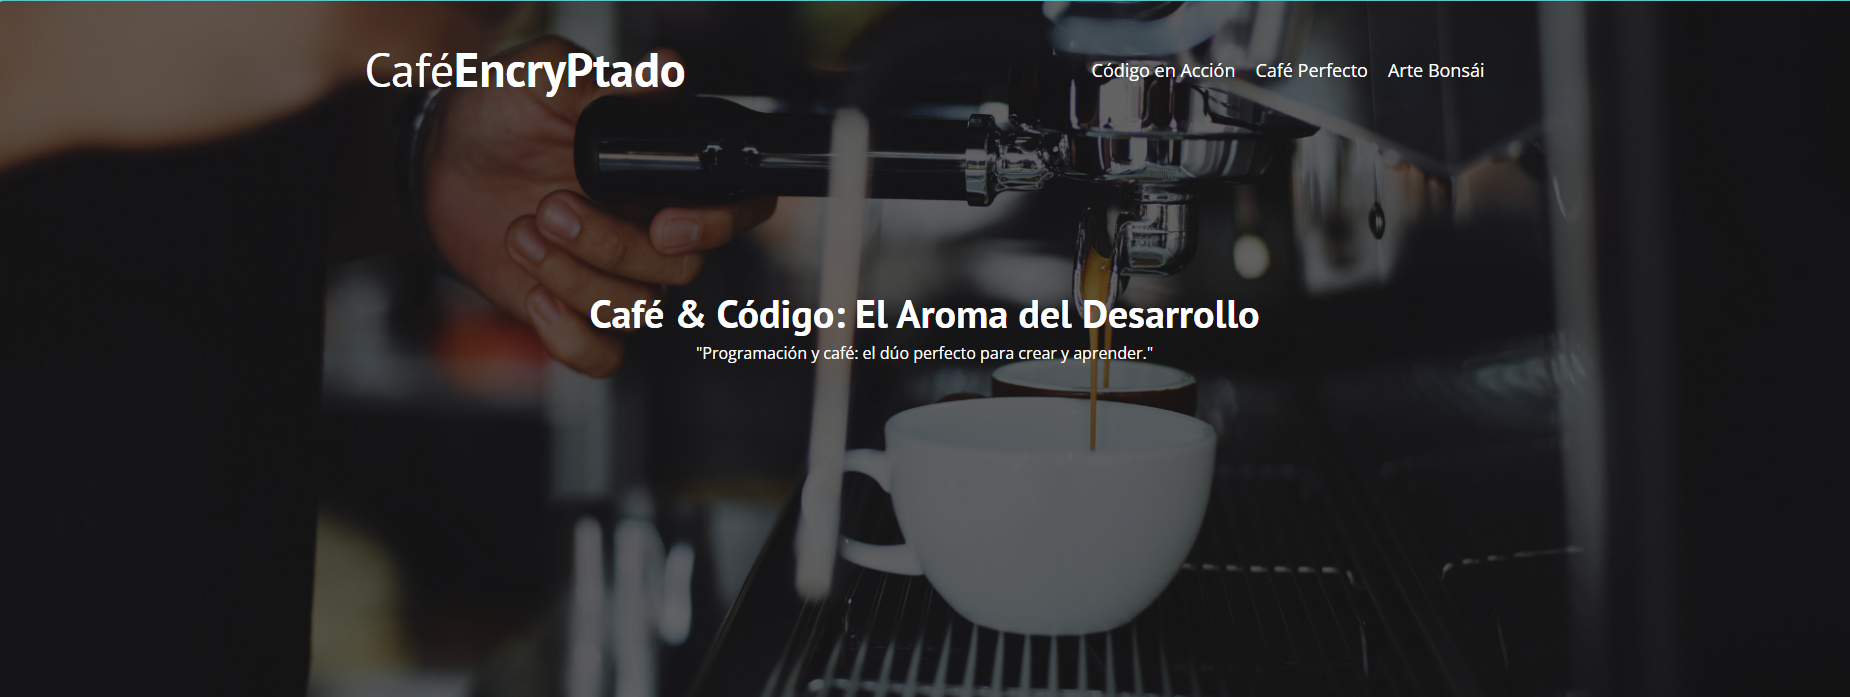 CaféEncryPtado
Código en Acción Café Perfecto Arte Bonsái
Café & Código: El Aroma del Desarrollo
"Programación y café: el dúo perfecto para crear y aprender."